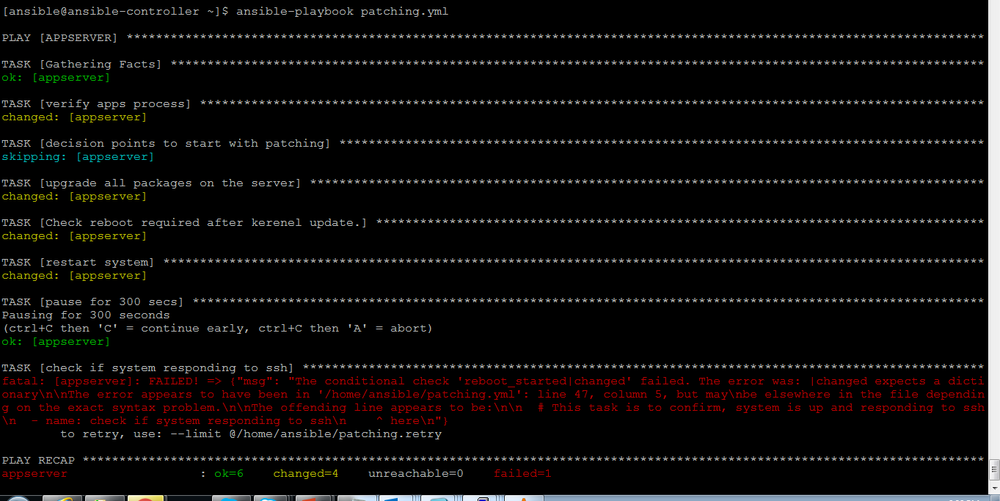 [ansible@ansible-controller ~]$ ansible-playbook patching.yml
PLAY [APPSERVER] *********************************************************************************************************************
TASK [Gathering Facts] ***************************************************************************************************************
ok: [appserver]
TASK [verify apps process] ***********************************************************************************************************
changed: [appserver]
TASK [decision points to start with patching] ****************************************************************************************
skipping: [appserver]
TASK [upgrade all packages on the server] ********************************************************************************************
changed: [appserver]
TASK [Check reboot required after kerenel update.] ***********************************************************************************
changed: [appserver]
TASK [restart system] ****************************************************************************************************************
changed: [appserver]
TASK [pause for 300 secs] ************************************************************************************************************
Pausing for 300 seconds
(ctrl+C then 'C' = continue early, ctrl+C then 'A' = abort)
ok: [appserver]
TASK [check if system responding to ssh] *********************************************************************************************
fatal: [appserver]: FAILED! => {"msg": "The conditional check 'reboot_started|changed' failed. The error was: |changed expects a dicti
onary\n\nThe error appears to have been in '/home/ansible/patching.yml': line 47, column 5, but may\nbe elsewhere in the file dependin
g on the exact syntax problem.\n\nThe offending line appears to be:\n\n  # This task is to confirm, system is up and responding to ssh
\n  - name: check if system responding to ssh\n    ^ here\n"}
to retry, use: --limit @/home/ansible/patching.retry
PLAY RECAP ***************************************************************************************************************************
appserver                  : ok=6    changed=4    unreachable=0    failed=1